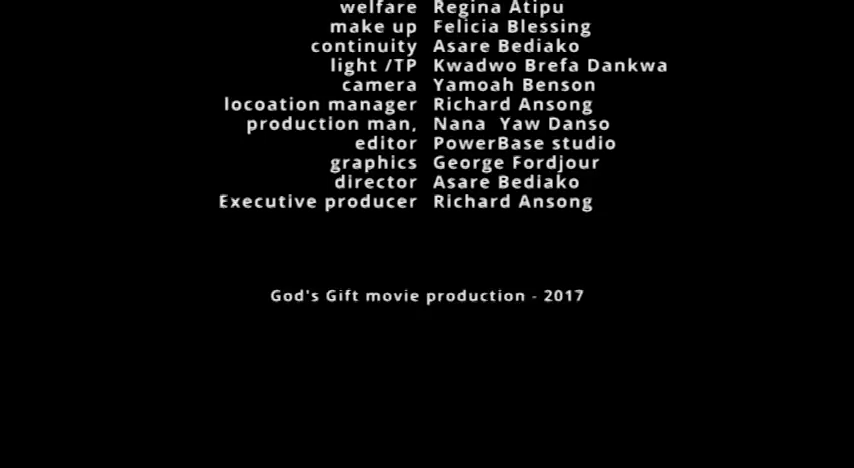 welfare Regina Atipu
make up Felicia Blessing
continuity Asare Bediako
light /TP Kwadwo Brefa Dankwa
camera Yamoah Benson
locoation manager Richard Ansong
production man, Nana Yaw Danso
editor PowerBase studio
graphics George Fordjour
director Asare Bediako
Executive producer Richard Ansong
God's Gift movie production - 2017